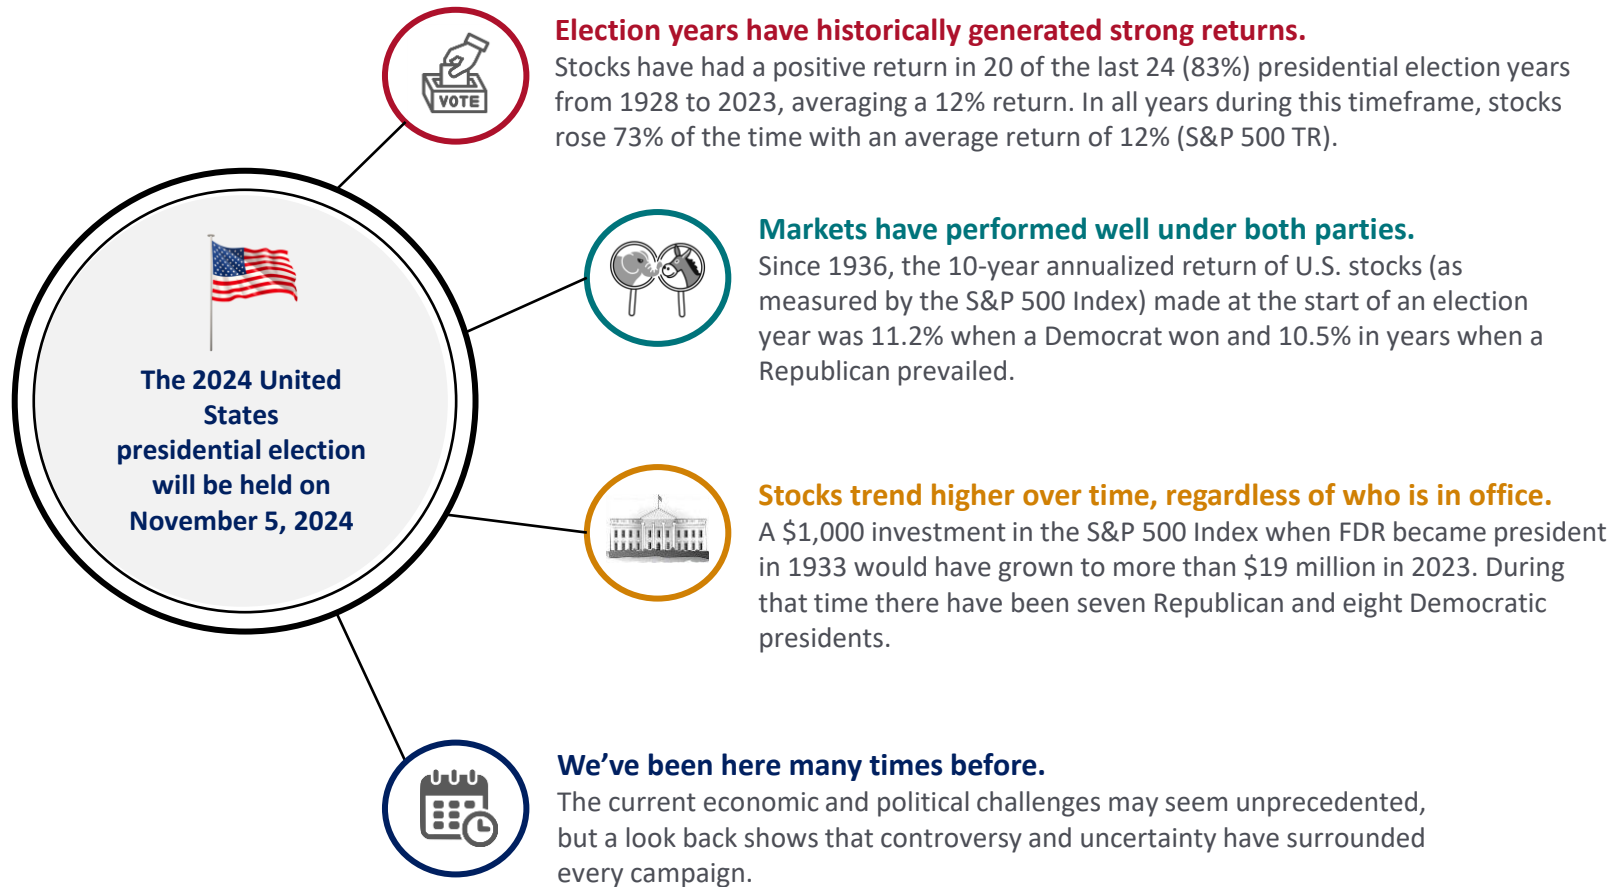 Election years have historically generated strong returns.
Stocks have had a positive return in 20 of the last 24 (83%) presidential election years
from 1928 to 2023, averaging a 12% return. In all years during this timeframe, stocks
rose 73% of the time with an average return of 12% (S&P 500 TR).
VOTE
Markets have performed well under both parties.
Since 1936, the 10-year annualized return of U.S. stocks (as
measured by the S&P 500 Index) made at the start of an election
year was 11.2% when a Democrat won and 10.5% in years when a
Republican prevailed.
The 2024 United
States
presidential election
will be held on
November 5, 2024
Stocks trend higher over time, regardless of who is in office.
A $1,000 investment in the S&P 500 Index when FDR became president
in 1933 would have grown to more than $19 million in 2023. During
that time there have been seven Republican and eight Democratic
presidents.
We’ve been here many times before.
The current economic and political challenges may seem unprecedented,
but a look back shows that controversy and uncertainty have surrounded
every campaign.